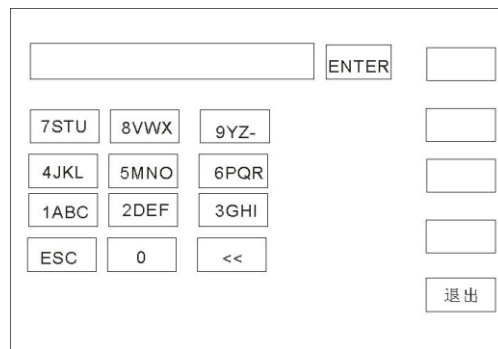 ENTER
7STU 8VWX 9YZ-
4JKL 5MNO 6PQR
1ABC 2DEF 3GHI
ESC 0 <<
退出